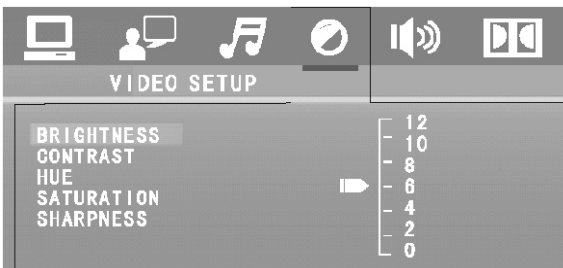 VIDEO SETUP
BRIGHTNESS
CONTRAST
HUE
SATURATION
SHARPNESS
12
10
8
6
4
2
0